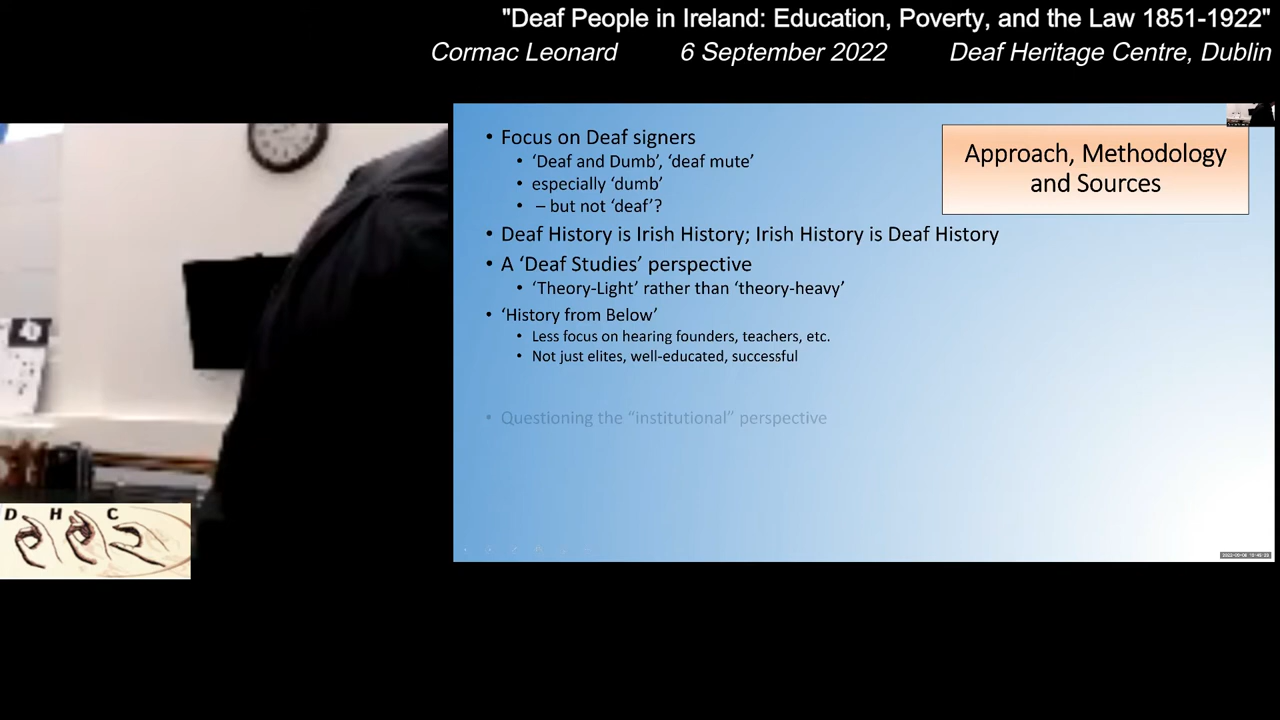 "Deaf People in Ireland: Education, Poverty, and the Law 1851-1922"
Cormac Leonard 6 September 2022 Deaf Heritage Centre, Dublin
Approach, Methodology
and Sources
• Focus on Deaf signers
• ‘Deaf and Dumb’, ‘deaf mute’
• especially ‘dumb’
• – but not ‘deaf’?
• Deaf History is Irish History; Irish History is Deaf History
• A ‘Deaf Studies’ perspective
• ‘Theory-Light’ rather than ‘theory-heavy’
• ‘History from Below’
• Less focus on hearing founders, teachers, etc.
• Not just elites, well-educated, successful
• Questioning the “institutional” perspective
D H C